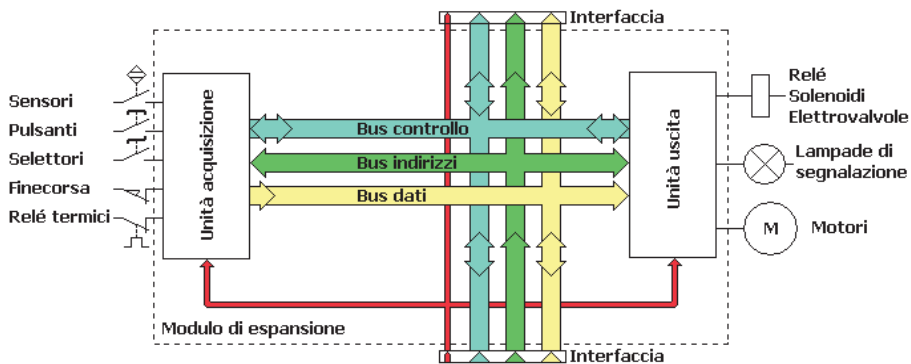 Interfaccia
Sensori
Pulsanti
Selettori
Finecorsa
Relé termici
Unità acquisizione
Bus controllo
Bus indirizzi
Bus dati
Unità uscita
Relé
Solenoidi
Elettrovalvole
Lampade di
segnalazione
M
Motori
Modulo di espansione
Interfaccia